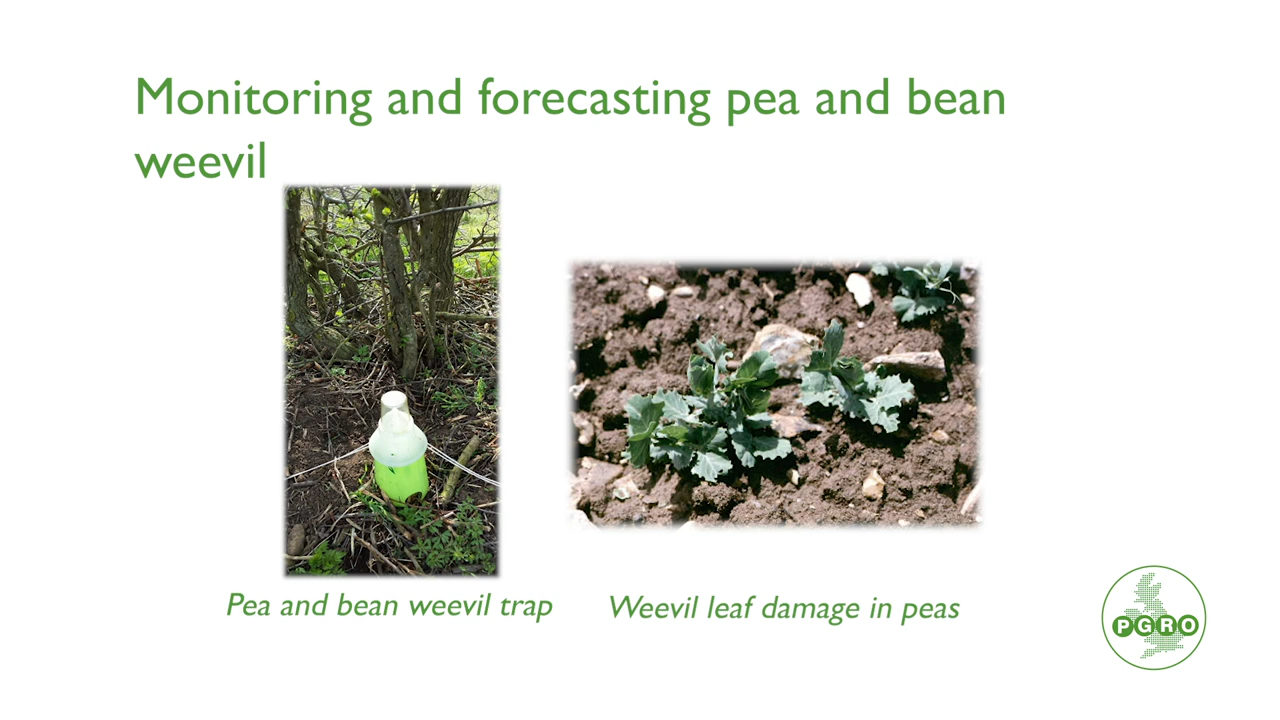 Monitoring and forecasting pea and bean
weevil
Pea and bean weevil trap
Weevil leaf damage in peas
PGRO